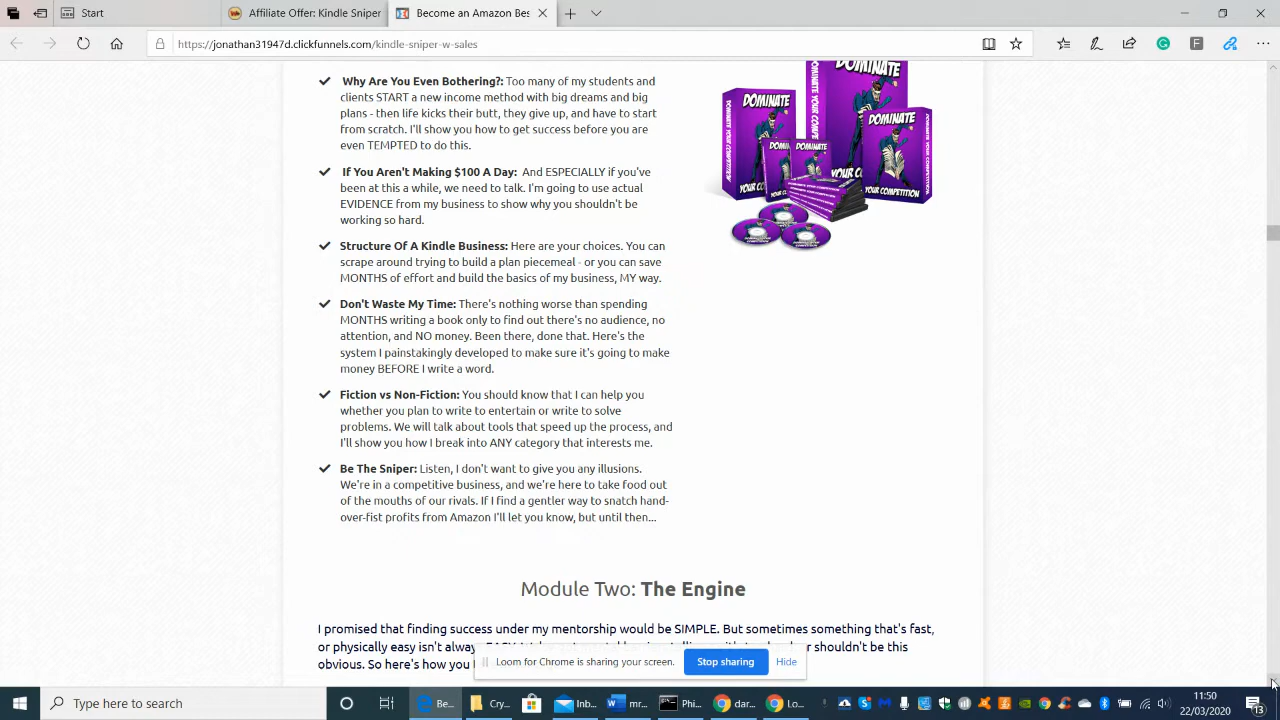 Start
Affiliate Offer: Kindle Sniper
Become an Amazon Bes
https://jonathan31947d.clickfunnels.com/kindle-sniper-w-sales
Why Are You Even Bothering?: Too many of my students and
clients START a new income method with big dreams and big
plans - then life kicks their butt, they give up, and have to start
from scratch. I'll show you how to get success before you are
even TEMPTED to do this.
If You Aren't Making $100 A Day: And ESPECIALLY if you've
been at this a while, we need to talk. I'm going to use actual
EVIDENCE from my business to show why you shouldn't be
working so hard.
Structure Of A Kindle Business: Here are your choices. You can
scrape around trying to build a plan piecemeal - or you can save
MONTHS of effort and build the basics of my business, MY way.
Don't Waste My Time: There's nothing worse than spending
MONTHS writing a book only to find out there's no audience, no
attention, and NO money. Been there, done that. Here's the
system I painstakingly developed to make sure it's going to make
money BEFORE I write a word.
Fiction vs Non-Fiction: You should know that I can help you
whether you plan to write to entertain or write to solve
problems. We will talk about tools that speed up the process, and
I'll show you how I break into ANY category that interests me.
Be The Sniper: Listen, I don't want to give you any illusions.
We're in a competitive business, and we're here to take food out
of the mouths of our rivals. If I find a gentler way to snatch hand-
over-fist profits from Amazon I'll let you know, but until then...
DOMINATE
DOMINATE
DOMINATE
DOMINATE
YOUR COMPETITION
YOUR COMPETITION
Module Two: The Engine
I promised that finding success under my mentorship would be SIMPLE. But sometimes something that's fast,
or physically easy isn't shouldn't be this
obvious. So here's how you
Loom for Chrome is sharing your screen.
Stop sharing
Hide
Type here to search
Be...
Cry...
Inb...
mr...
Phi...
dar...
Lo...
11:50
22/03/2020
13